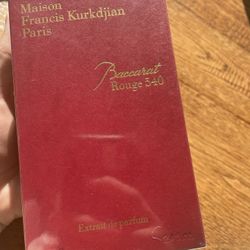 Maison
Francis Kurkdjian
Paris
Baccarat
Rouge 540
Extrait de parfum